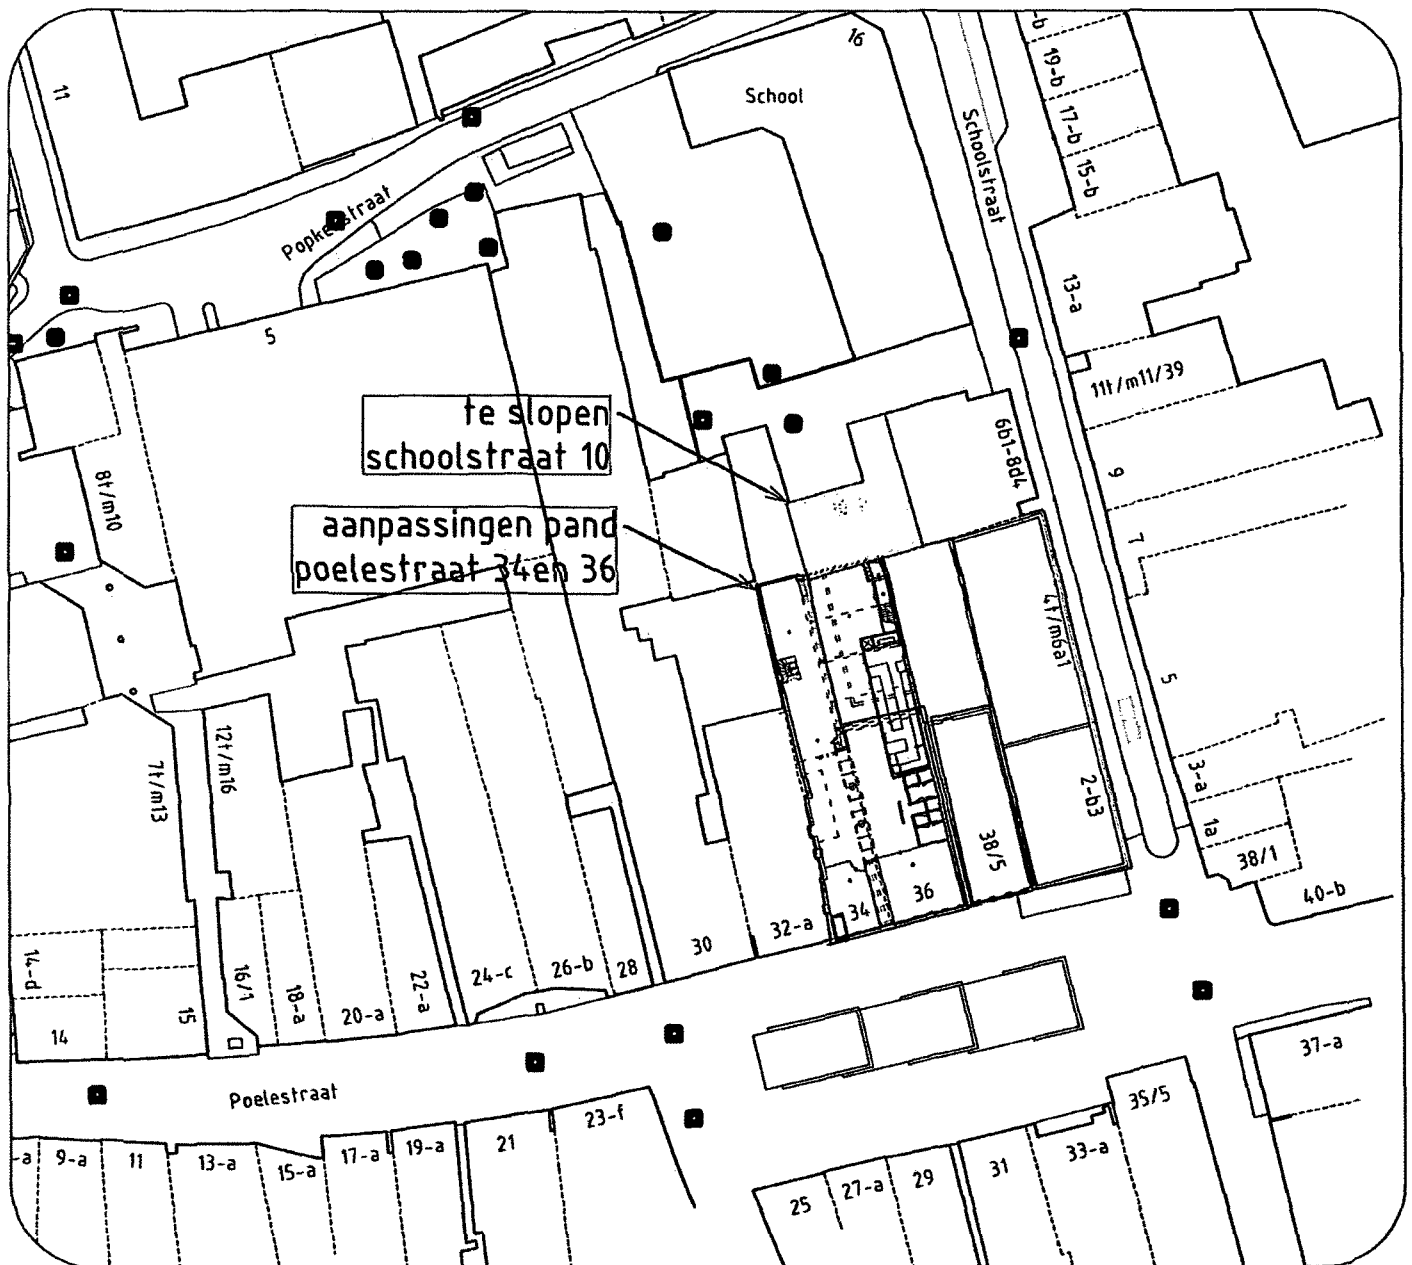 11
16
School
Schoolstraat
-b
19-b
17-b
15-b
Popkenstraat
13-a
5
11t/m11/39
te slopen
schoolstraat 10
6b1-8d4
9
8t/m10
aanpassingen pand
poelestraat 34en 36
7
4t/m6a1
5
12t/m16
7t/m13
3-a
2-b3
1a
38/5
38/1
36
34
40-b
32-a
30
28
26-b
24-c
22-a
20-a
18-a
16/1
15
14-d
14
37-a
Poelestraat
35/5
23-f
33-a
21
19-a
17-a
15-a
13-a
11
9-a
-a
31
29
27-a
25